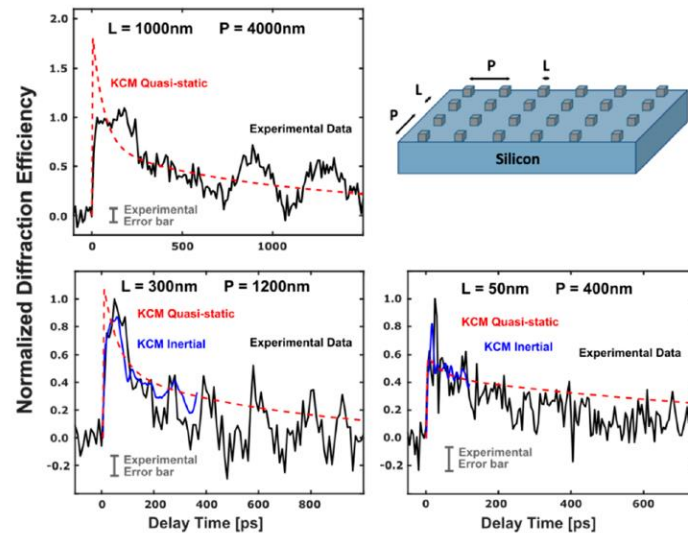 Normalized Diffraction Efficiency
L = 1000nm P = 4000nm
KCM Quasi-static
Experimental Data
Experimental
Error bar
2.0
1.5
1.0
0.5
0.0
0 500 1000
P L
L
P
Silicon
L = 300nm P = 1200nm
KCM Quasi-static
KCM Inertial
Experimental Data
Experimental
Error bar
1.0
0.8
0.6
0.4
0.2
0.0
-0.2
0 200 400 600 800
Delay Time [ps]
L = 50nm P = 400nm
KCM Quasi-static
KCM Inertial
Experimental Data
Experimental
Error bar
1.0
0.8
0.6
0.4
0.2
0.0
-0.2
0 200 400 600
Delay Time [ps]